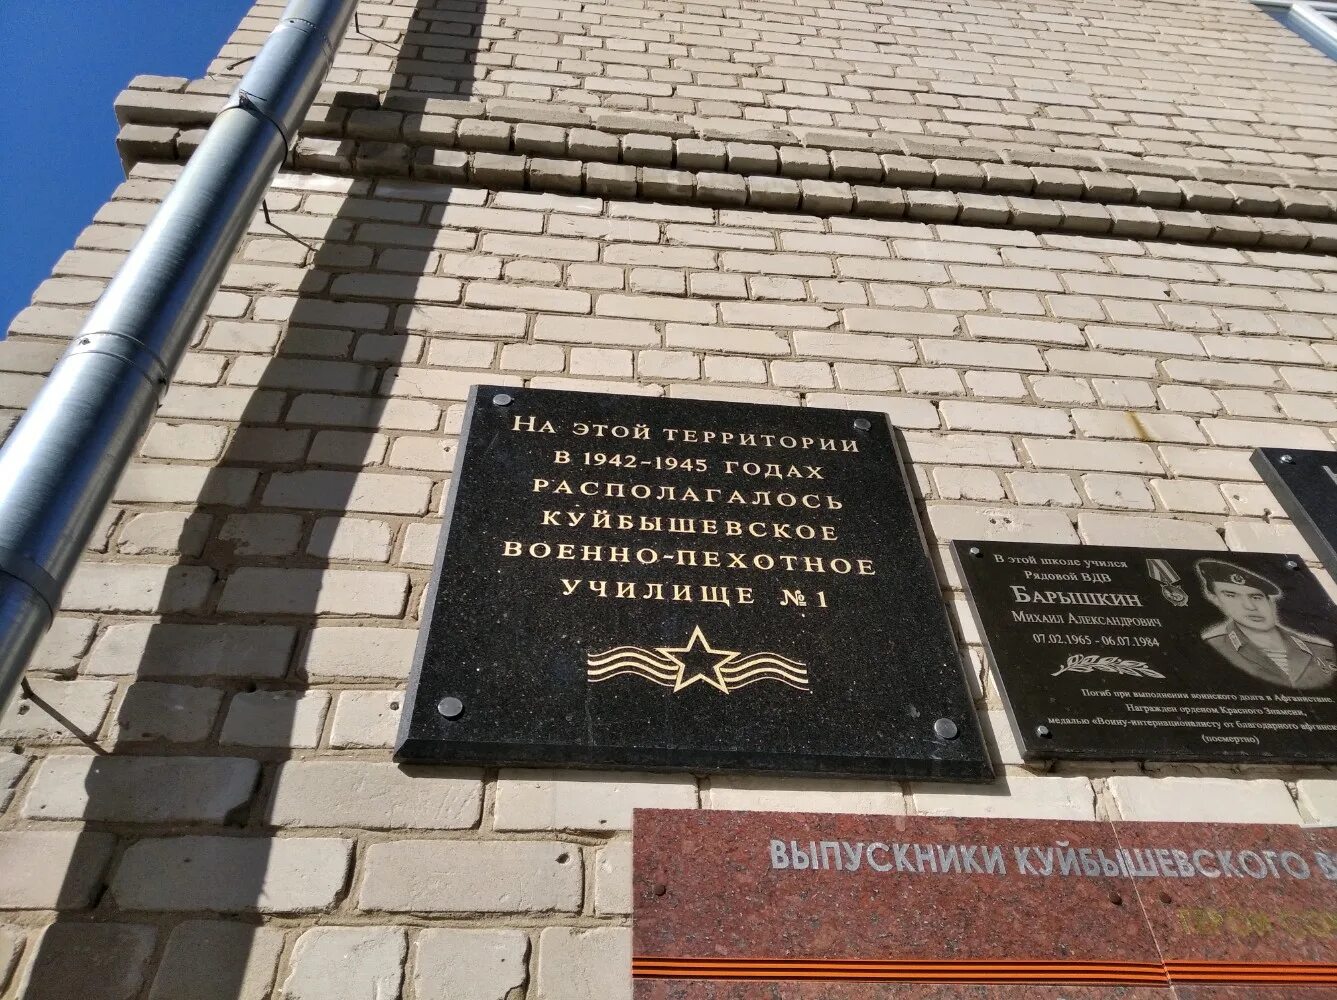 На этой территории
в 1942-1945 годах
располагалось
Куйбышевское
военно-пехотное
училище №1
В этой школе учился
Рядовой ВДВ
Барышкин
Михаил Александрович
07.02.1965 - 06.07.1984
Погиб при выполнении воинского долга в Афганистане.
Награжден орденом Красного Знамени,
медалью «Воину-интернационалисту от благодарного
(посмертно)
ВЫПУСКНИКИ КУЙБЫШЕВСКОГО В